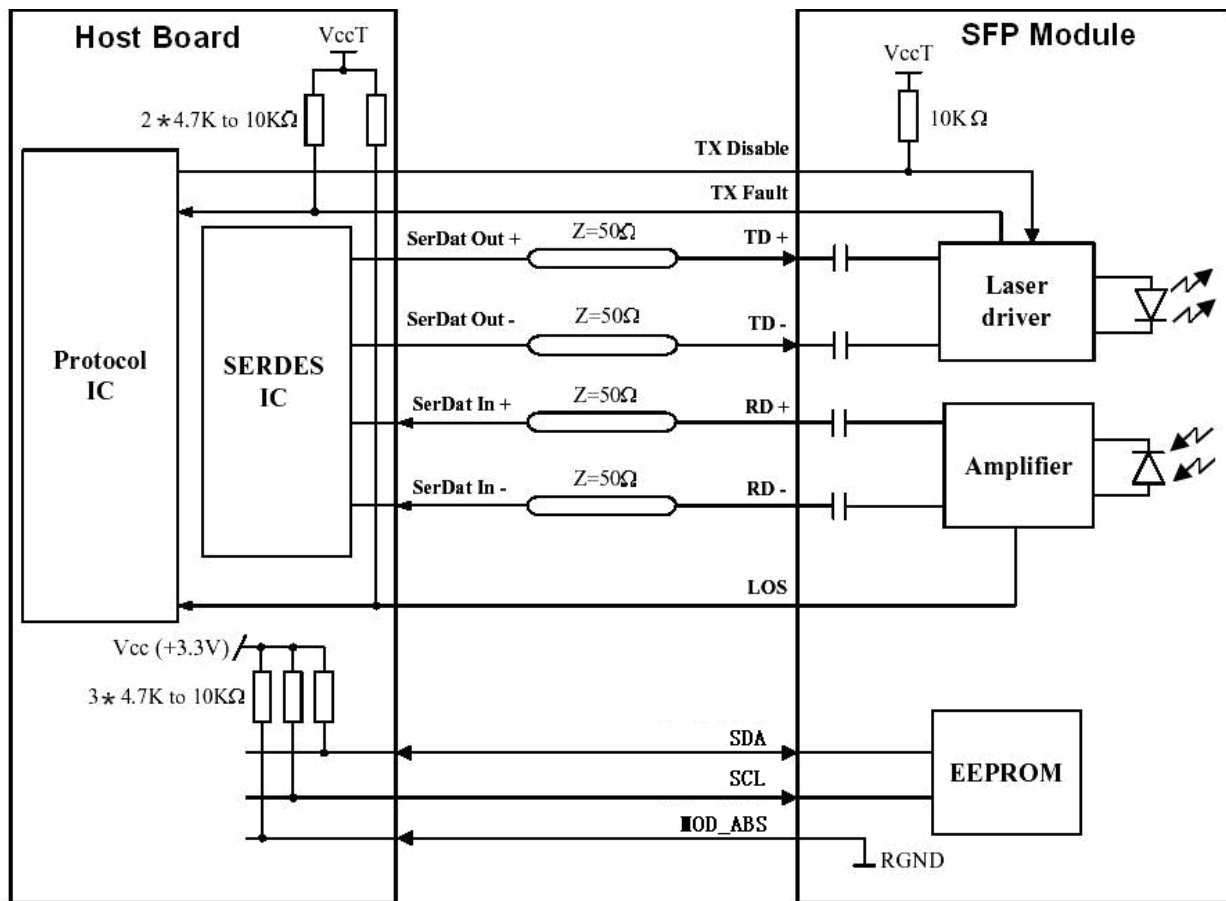 Host Board
SFP Module
VccT
VccT
2*4.7K to 10KΩ
10KΩ
TX Disable
TX Fault
SerDat Out +
Z=50Ω
TD +
SerDat Out -
Z=50Ω
TD -
Laser
driver
Protocol
IC
SERDES
IC
SerDat In +
Z=50Ω
RD +
SerDat In -
Z=50Ω
RD -
Amplifier
LOS
Vcc (+3.3V)
3*4.7K to 10KΩ
SDA
SCL
MOD_ABS
EEPROM
RGND